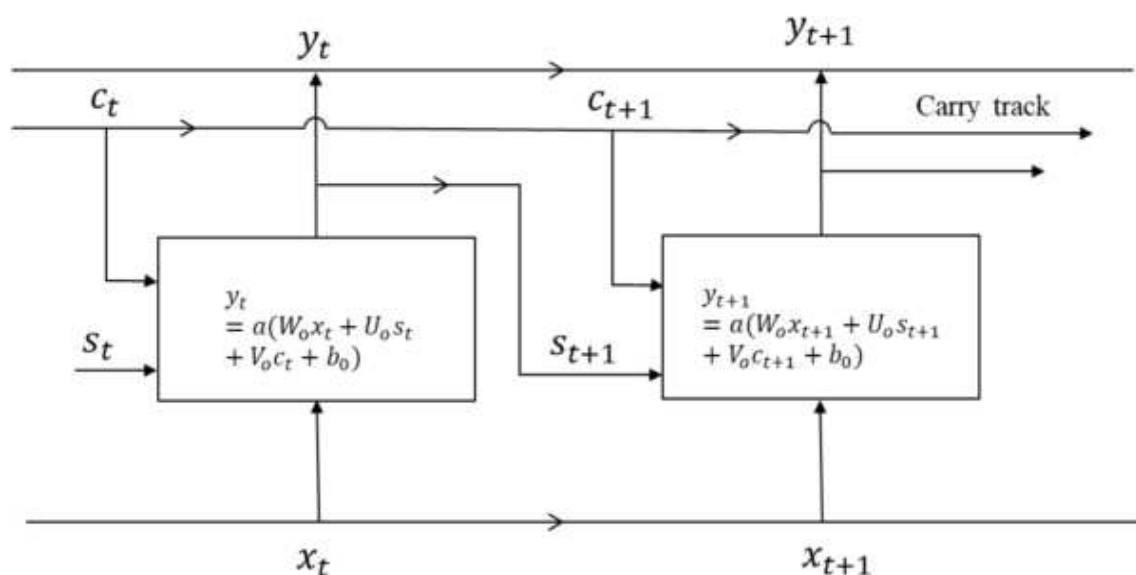 y_t
y_{t+1}
c_t
c_{t+1}
Carry track
y_t
= a(W_o x_t + U_o s_t
+ V_o c_t + b_0)
y_{t+1}
= a(W_o x_{t+1} + U_o s_{t+1}
+ V_o c_{t+1} + b_0)
s_t
s_{t+1}
x_t
x_{t+1}